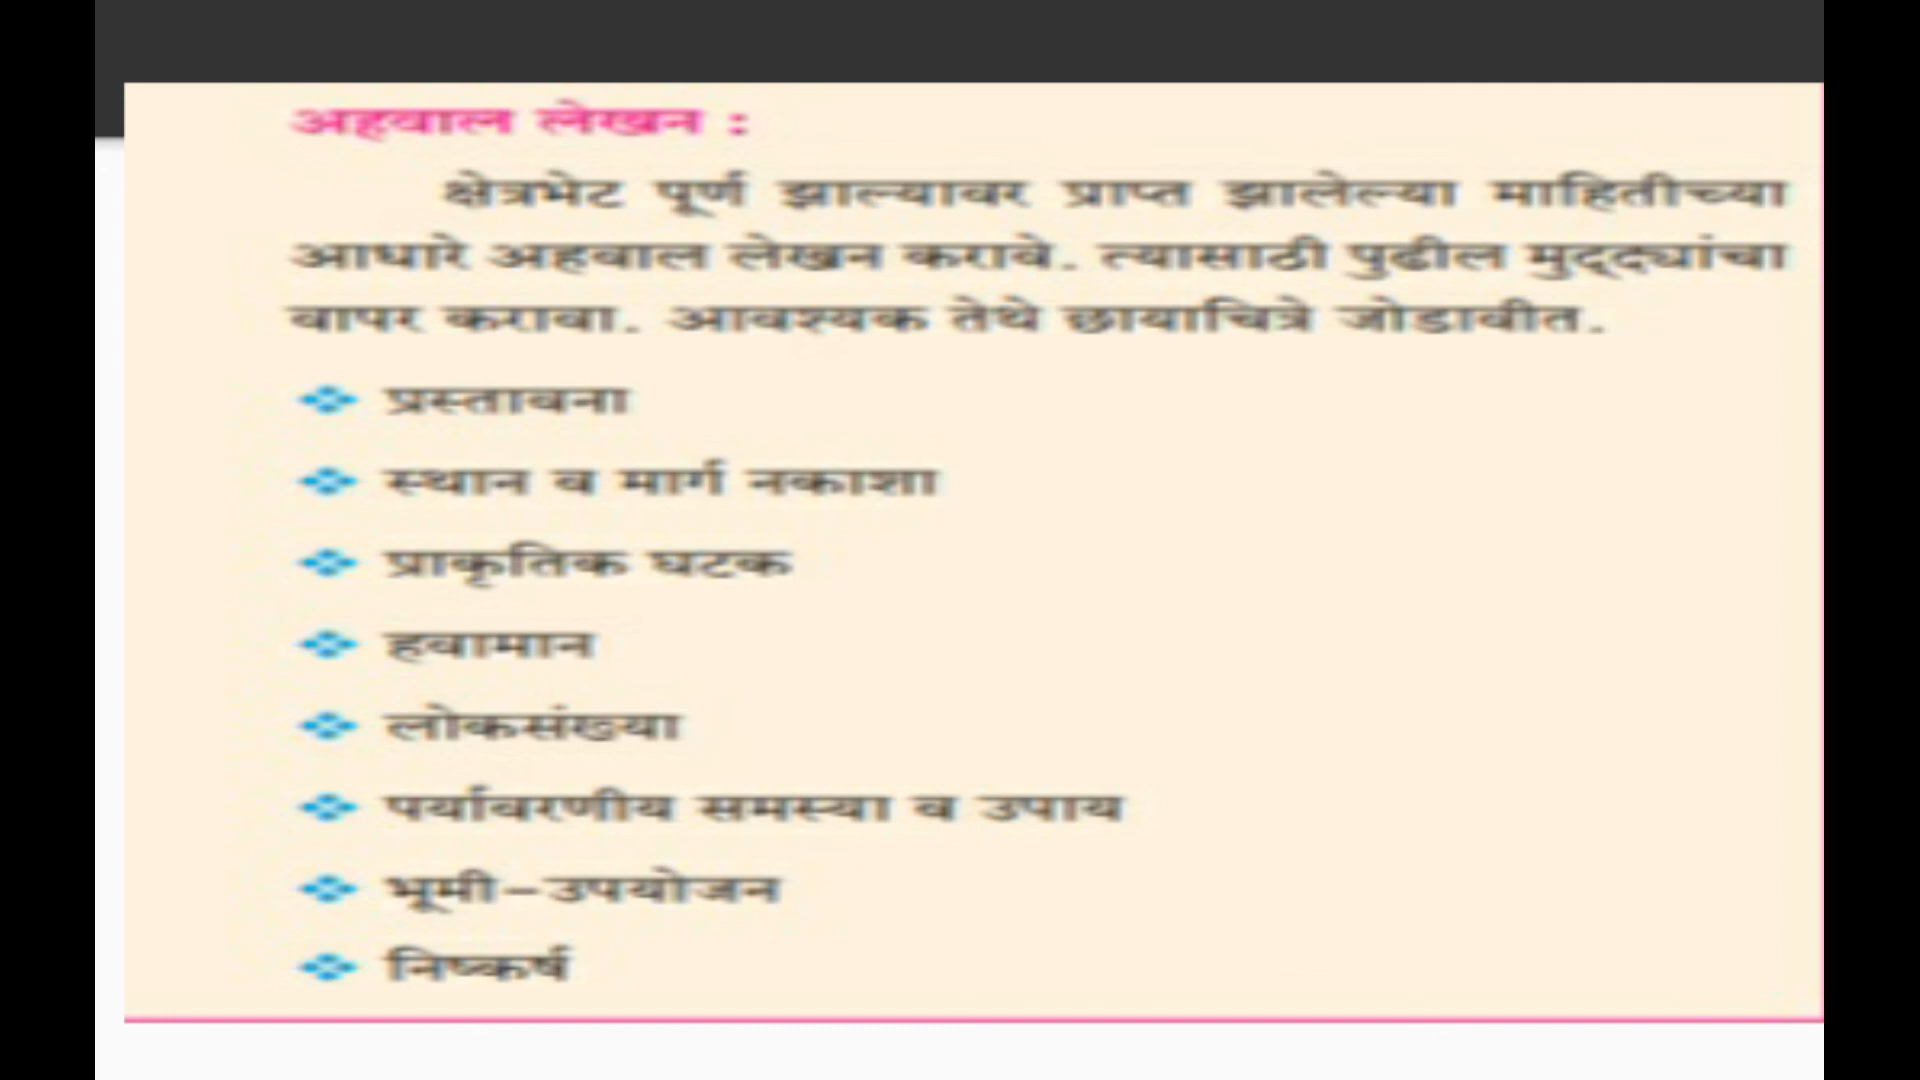 अहवाल लेखन :
क्षेत्रभेट पूर्ण झाल्यावर प्राप्त झालेल्या माहितीच्या
आधारे अहवाल लेखन करावे. त्यासाठी पुढील मुद्द्यांचा
वापर करावा. आवश्यक तेथे छायाचित्रे जोडावीत.
❖ प्रस्तावना
❖ स्थान व मार्ग नकाशा
❖ प्राकृतिक घटक
❖ हवामान
❖ लोकसंख्या
❖ पर्यावरणीय समस्या व उपाय
❖ भूमी-उपयोजन
❖ निष्कर्ष